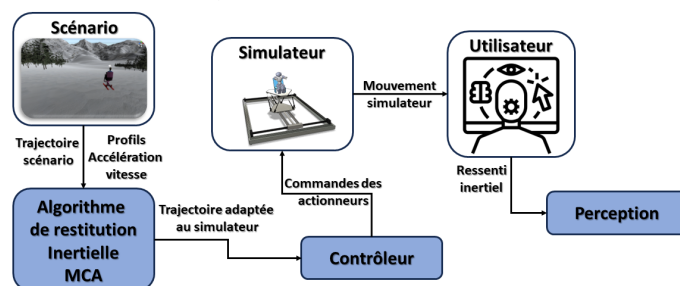 Scénario
Trajectoire
scénario
Profils
Accélération
vitesse
Algorithme
de restitution
Inertielle
MCA
Trajectoire adaptée
au simulateur
Contrôleur
Commandes des
actionneurs
Simulateur
Mouvement
simulateur
Utilisateur
Ressenti
inertiel
Perception